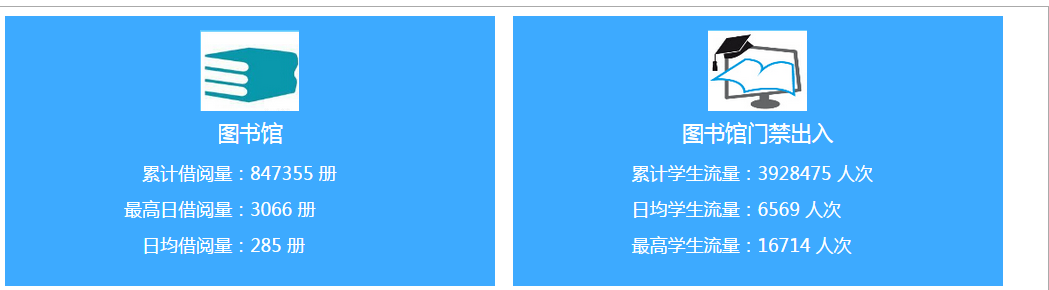 图书馆
累计借阅量：847355 册
最高日借阅量：3066 册
日均借阅量：285 册
图书馆门禁出入
累计学生流量：3928475 人次
日均学生流量：6569 人次
最高学生流量：16714 人次